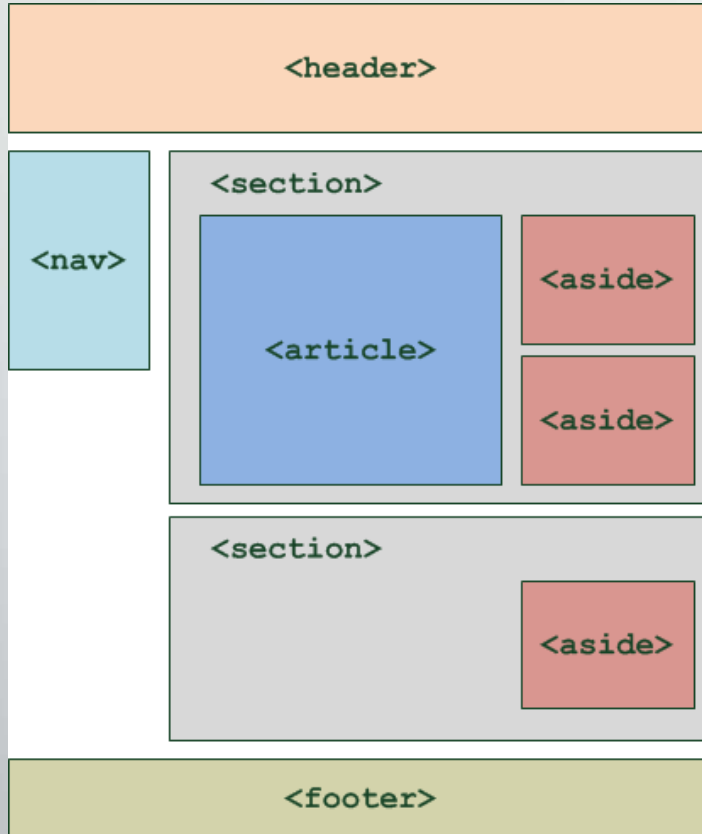 <header>
<nav>
<section>
<article>
<aside>
<aside>
<section>
<aside>
<footer>